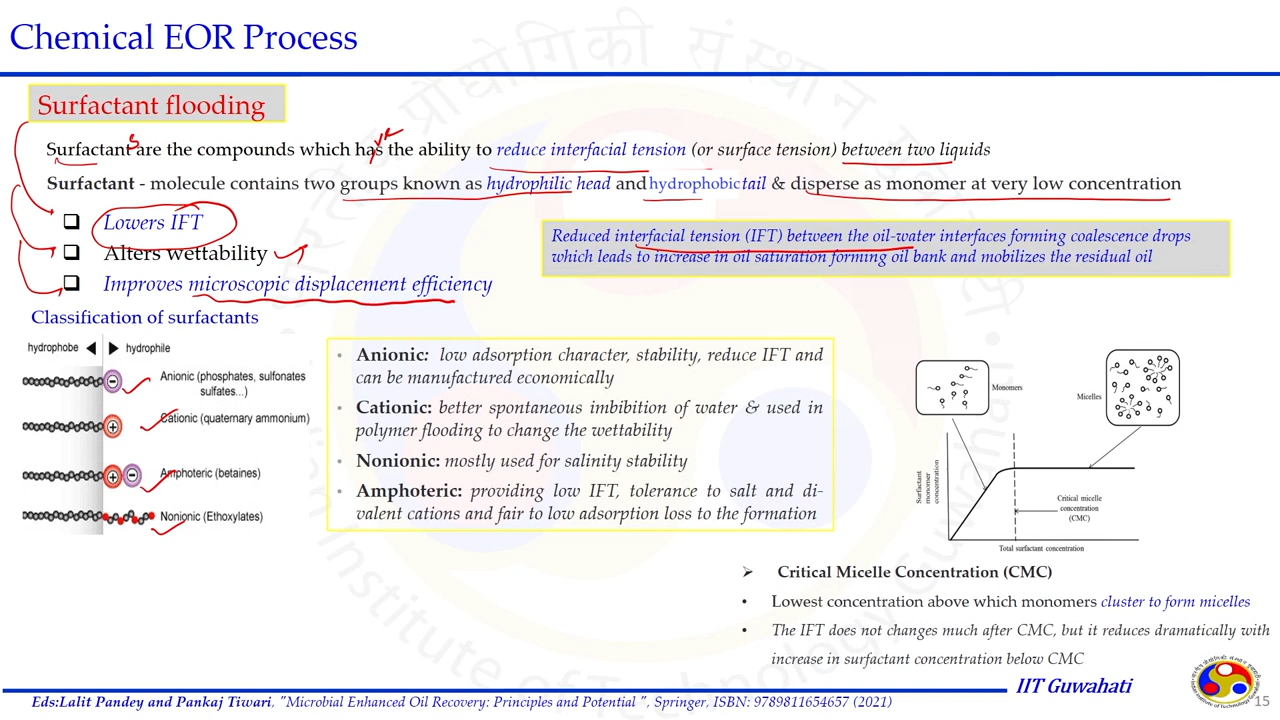 Chemical EOR Process
Surfactant flooding
Surfactant s are the compounds which has ve the ability to reduce interfacial tension (or surface tension) between two liquids
Surfactant - molecule contains two groups known as hydrophilic head and hydrophobic tail & disperse as monomer at very low concentration
Lowers IFT
Alters wettability
Improves microscopic displacement efficiency
Reduced interfacial tension (IFT) between the oil-water interfaces forming coalescence drops
which leads to increase in oil saturation forming oil bank and mobilizes the residual oil
Classification of surfactants
hydrophobe hydrophile
Anionic (phosphates, sulfonates
sulfates...)
Cationic (quaternary ammonium)
Amphoteric (betaines)
Nonionic (Ethoxylates)
• Anionic: low adsorption character, stability, reduce IFT and
can be manufactured economically
• Cationic: better spontaneous imbibition of water & used in
polymer flooding to change the wettability
• Nonionic: mostly used for salinity stability
• Amphoteric: providing low IFT, tolerance to salt and di-
valent cations and fair to low adsorption loss to the formation
Monomers
Micelles
Surfactant
monomer
concentration
Critical micelle
concentration
(CMC)
Total surfactant concentration
Critical Micelle Concentration (CMC)
• Lowest concentration above which monomers cluster to form micelles
• The IFT does not changes much after CMC, but it reduces dramatically with
increase in surfactant concentration below CMC
IIT Guwahati
Eds:Lalit Pandey and Pankaj Tiwari, "Microbial Enhanced Oil Recovery: Principles and Potential ", Springer, ISBN: 9789811654657 (2021)
15